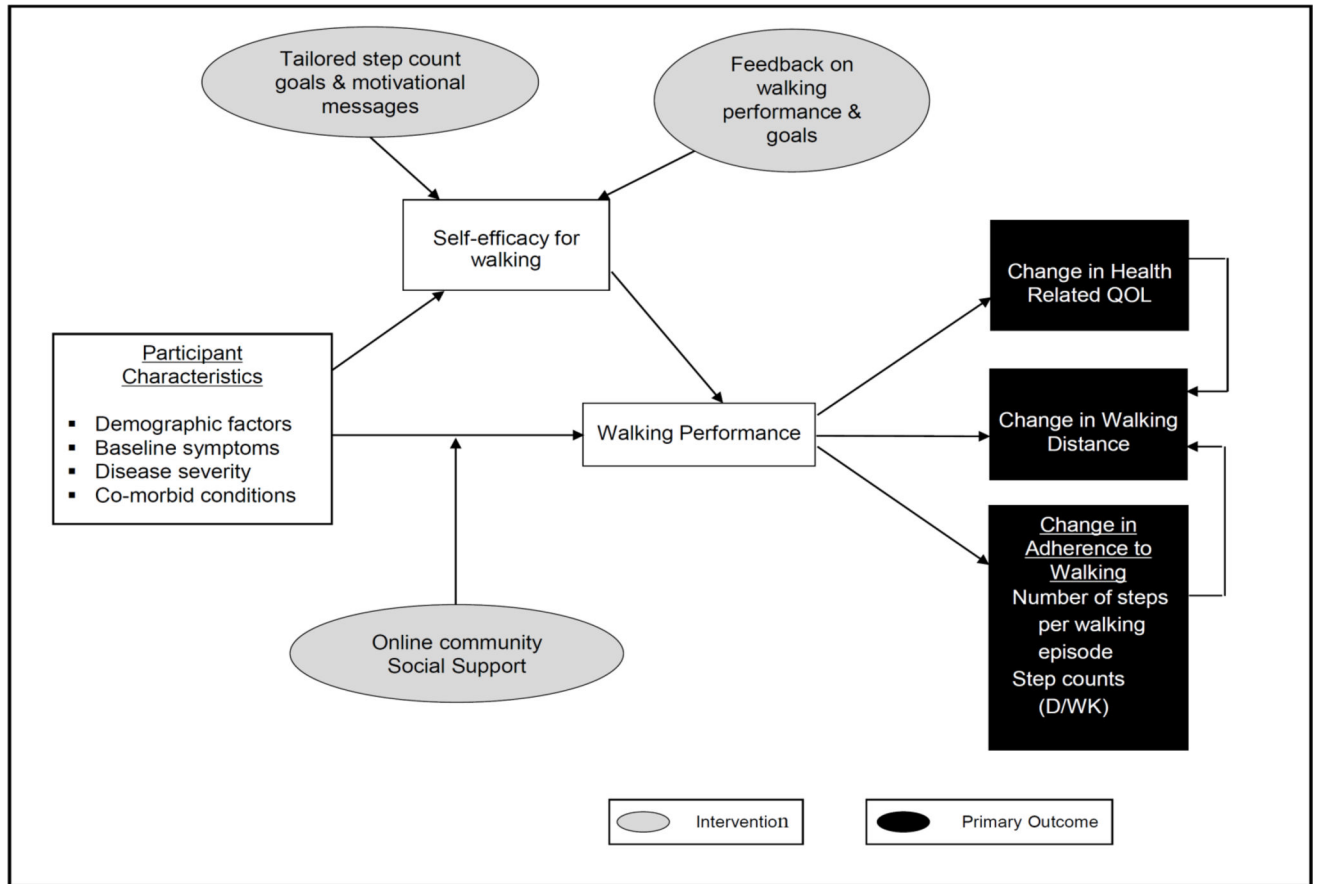 Tailored step count
goals & motivational
messages
Feedback on
walking
performance &
goals
Self-efficacy for
walking
Change in Health
Related QOL
Participant
Characteristics
▪ Demographic factors
▪ Baseline symptoms
▪ Disease severity
▪ Co-morbid conditions
Walking Performance
Change in Walking
Distance
Change in
Adherence to
Walking
Number of steps
per walking
episode
Step counts
(D/WK)
Online community
Social Support
Intervention
Primary Outcome